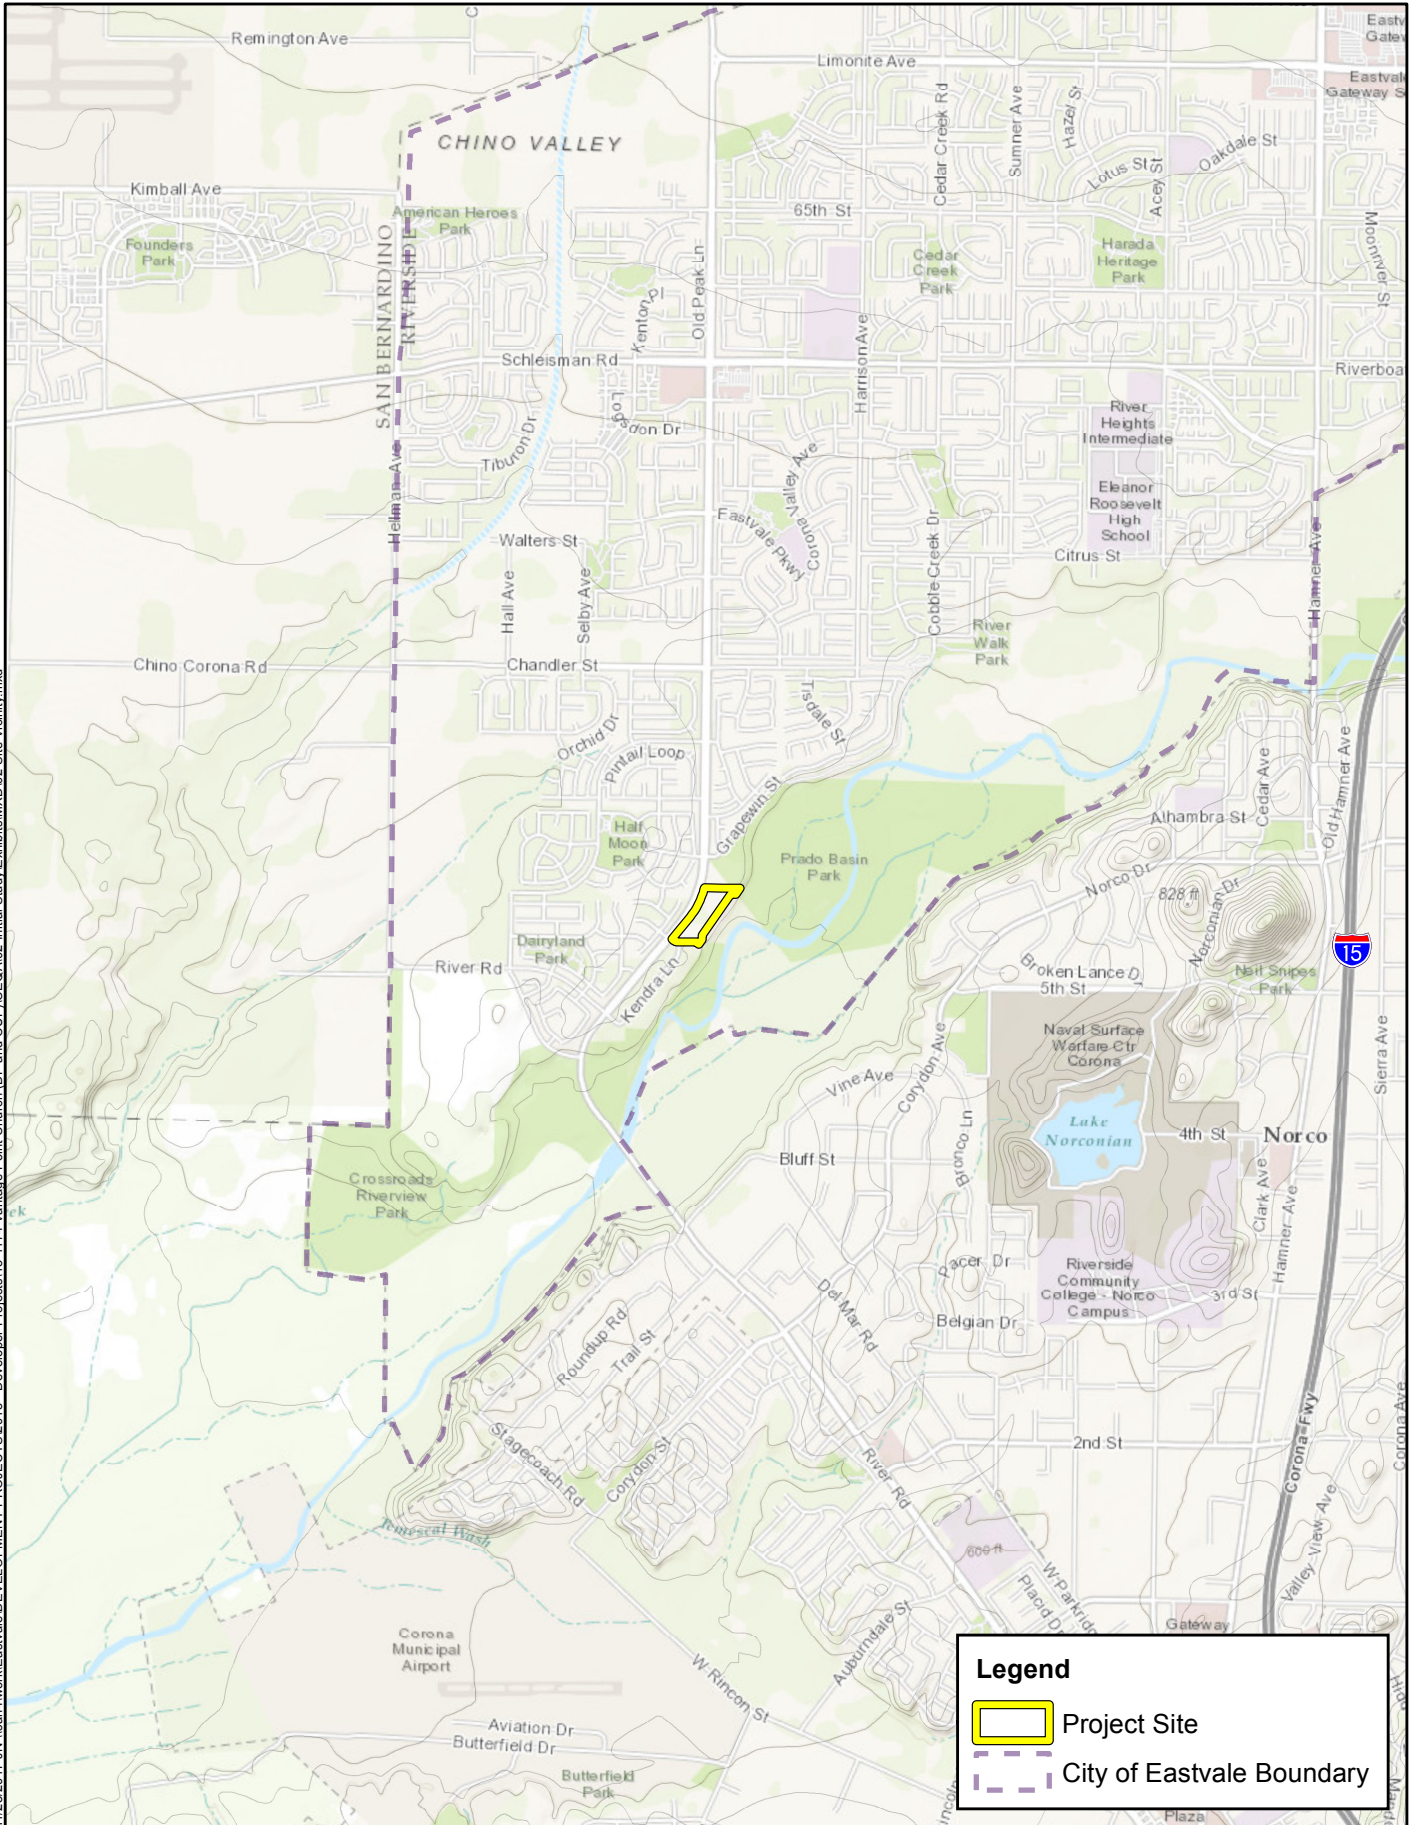 Remington Ave
Limonite Ave
Eastvale
Gateway S
CHINO VALLEY
Cedar Creek Rd
Sumner Ave
Hazel St
Lotus St
Acey St
Oakdale St
Kimball Ave
Founders
Park
American Heroes
Park
SAN BERNARDINO
RIVERSIDE
65th St
Kenton Pl
Old Peak Ln
Cedar
Creek
Park
Harada
Heritage
Park
Schleisman Rd
Harrison Ave
Logsdon Dr
Tiburon Dr
River
Heights
Intermediate
Hellman Ave
Eastvale Pkwy
Corona Valley Ave
Eleanor
Roosevelt
High
School
Citrus St
Walters St
Hall Ave
Selby Ave
Cobble Creek Dr
Hamner Ave
River
Walk
Park
Chino Corona Rd
Chandler St
Tisdale St
Orchid Dr
Pintail Loop
Grapewin St
Cedar Ave
Old Hamner Ave
Alhambra St
Half
Moon
Park
Prado Basin
Park
Norco Dr
828 ft
Norconian Dr
15
Dairyland
Park
River Rd
Kendra Ln
Broken Lance D
5th St
Neil Snipes
Park
Naval Surface
Warfare Ctr
Corona
Sierra Ave
Vine Ave
Corydon Ave
Bronco Ln
Lake
Norconian
4th St
Norco
Bluff St
Crossroads
Riverview
Park
ek
Clark Ave
Hamner Ave
Pacer Dr
Riverside
Community
College - Norco
Campus
3rd St
Del Mar Rd
Belgian Dr
Roundup Rd
Trail St
Stagecoach Rd
Corydon St
2nd St
River Rd
Corona Fwy
Corona Ave
Valley View Ave
Temescal Wash
600 ft
W Parkridg
Placid Dr
Gateway
Corona
Municipal
Airport
Auburndale St
W Rincon St
Aviation Dr
Butterfield Dr
Butterfield
Park
Legend
Project Site
City of Eastvale Boundary
Plaza